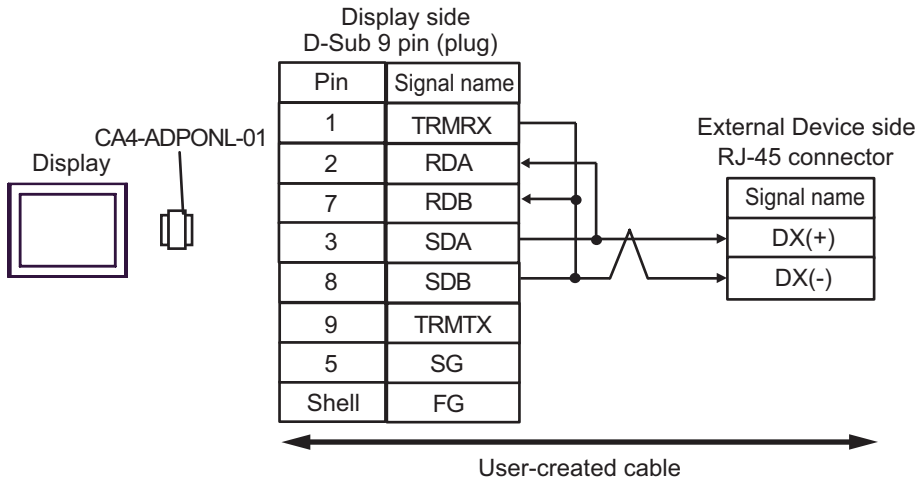 Display side
D-Sub 9 pin (plug)
Pin Signal name
1 TRMRX
2 RDA
7 RDB
3 SDA
8 SDB
9 TRMTX
5 SG
Shell FG
CA4-ADPONL-01
Display
External Device side
RJ-45 connector
Signal name
DX(+)
DX(-)
User-created cable